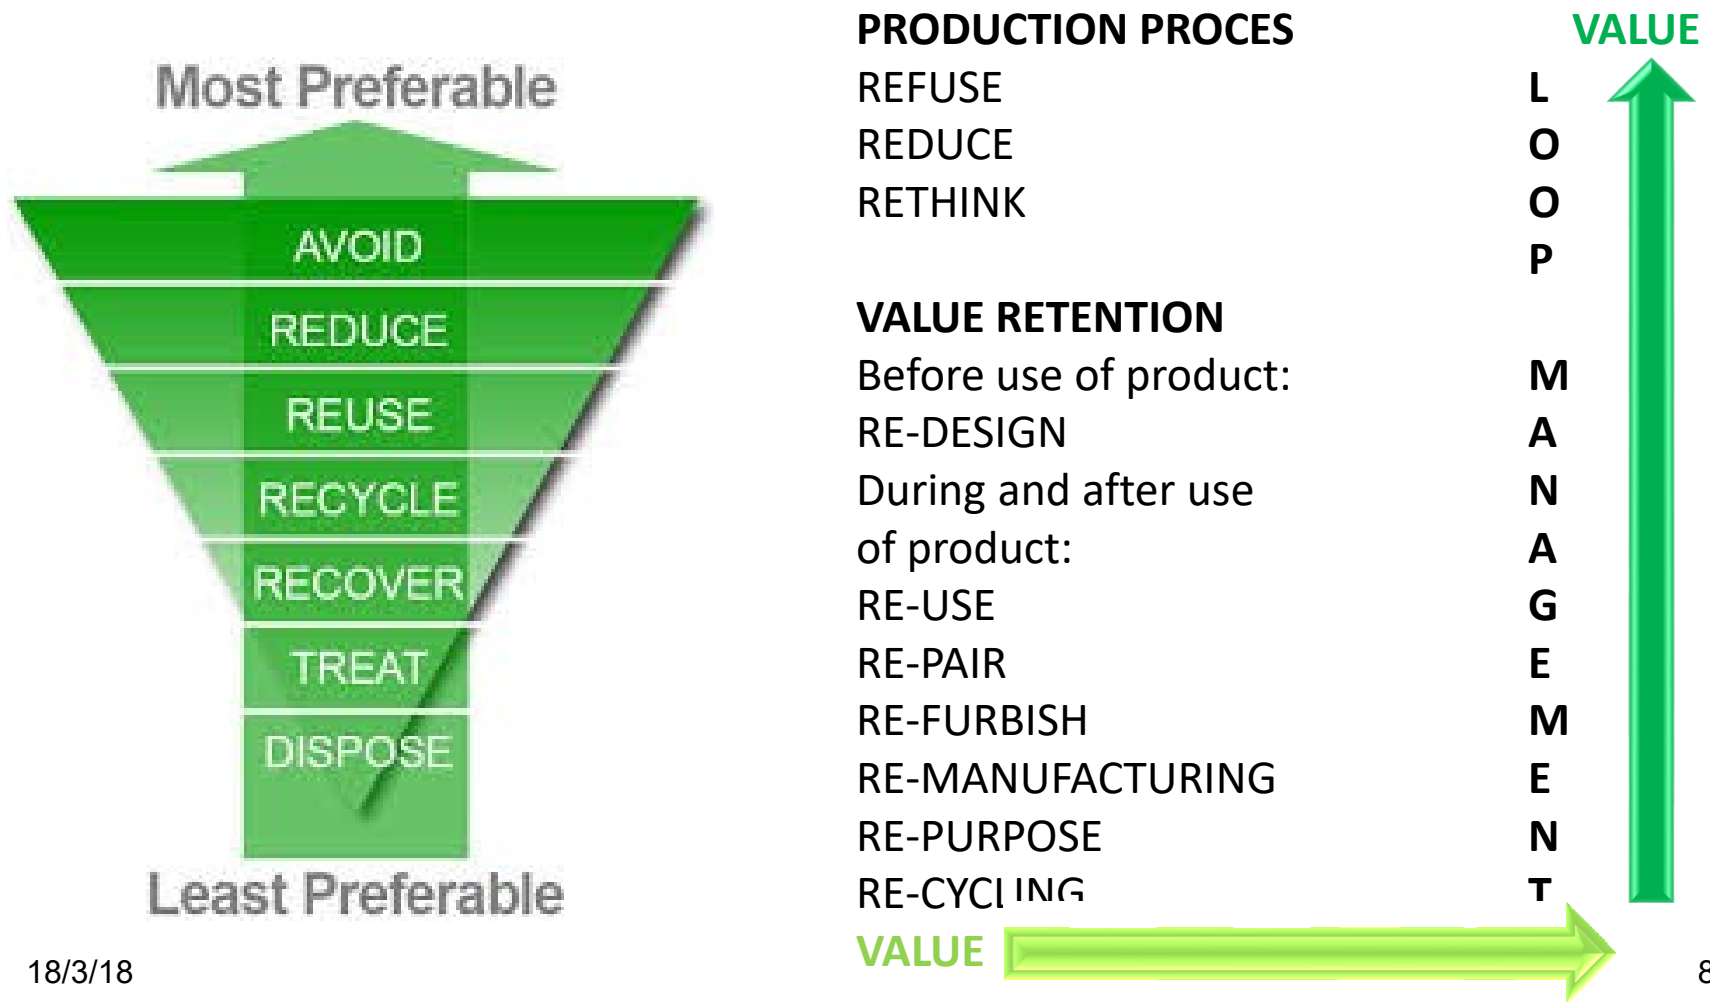 Most Preferable
AVOID
REDUCE
REUSE
RECYCLE
RECOVER
TREAT
DISPOSE
Least Preferable
18/3/18
PRODUCTION PROCES
REFUSE
REDUCE
RETHINK
VALUE RETENTION
Before use of product:
RE-DESIGN
During and after use
of product:
RE-USE
RE-PAIR
RE-FURBISH
RE-MANUFACTURING
RE-PURPOSE
RE-CYCLING
VALUE
L
O
O
P
M
A
N
A
G
E
M
E
N
T
VALUE
8